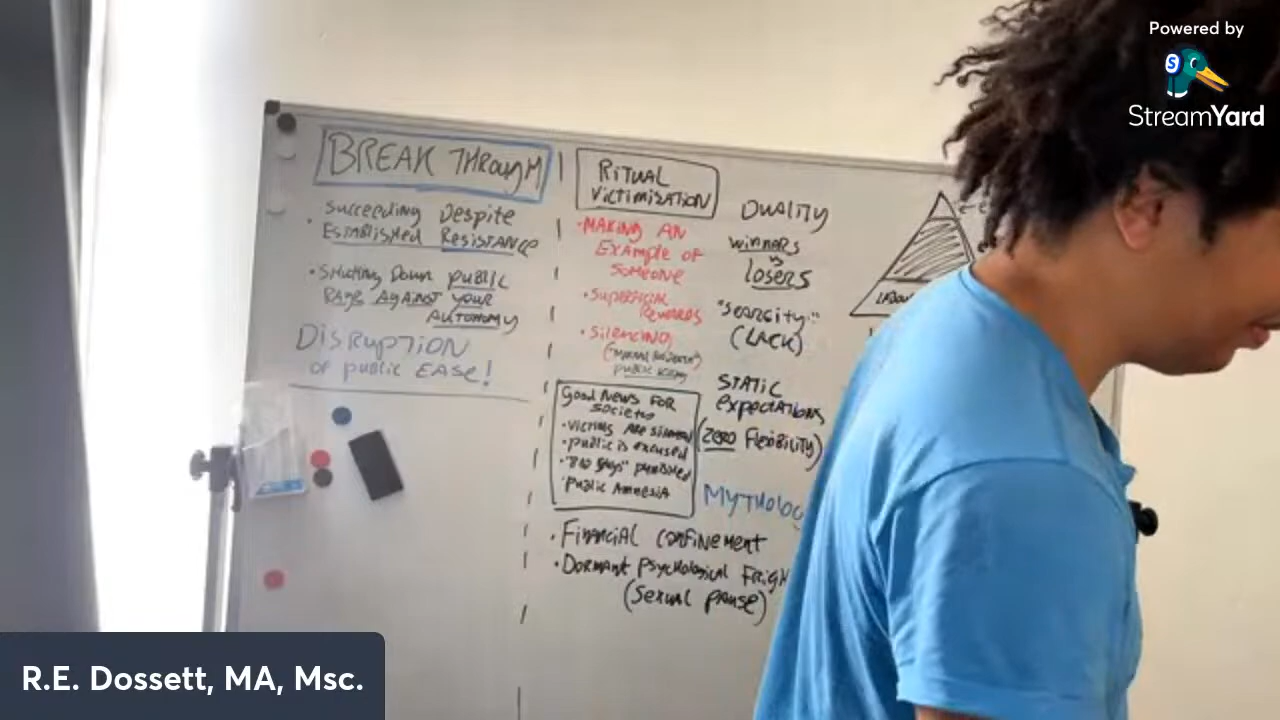 BREAK THROUGH
• Succeeding Despite
Established Resistance
• Shutting Down public
Rage Against your
Autonomy
Disruption
of public Ease!
Ritual
Victimization
• Making An
Example of
Someone
• Superficial
Rewards
• Silencing
public
Good News For
Society
• Victims Are silenced
• public is excused
• "Bad guys" punished
• Public Amnesia
• Financial confinement
• Dormant Psychological
(Sexual pause)
Duality
winners
vs
losers
"Scarcity"
(Lack)
Static
expectations
(Zero Flexibility)
Powered by
StreamYard
R.E. Dossett, MA, Msc.